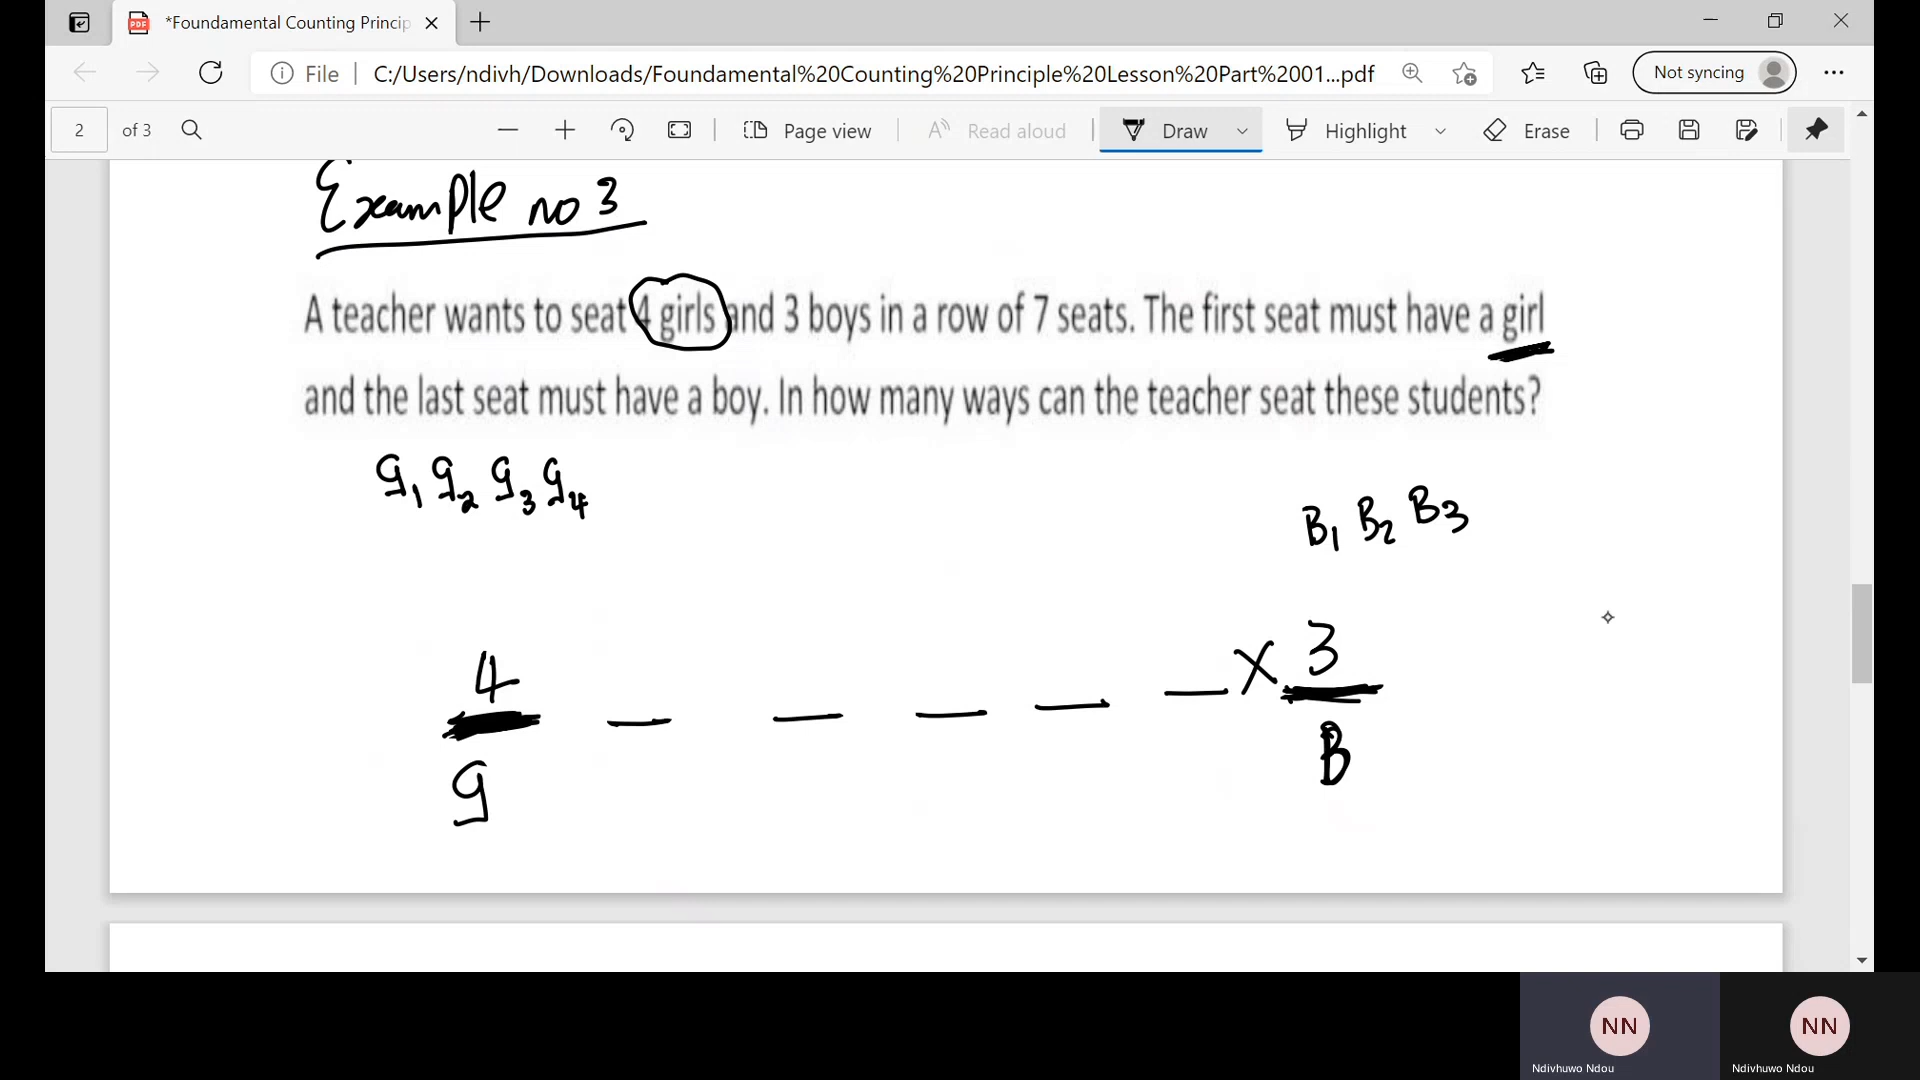 *Foundamental Counting Princip
File
C:/Users/ndivh/Downloads/Foundamental%20Counting%20Principle%20Lesson%20Part%2001...pdf
Not syncing
2 of 3
Page view
Read aloud
Draw
Highlight
Erase
Example no 3
A teacher wants to seat 4 girls and 3 boys in a row of 7 seats. The first seat must have a girl
and the last seat must have a boy. In how many ways can the teacher seat these students?
g1 g2 g3 g4
B1 B2 B3
4 _ _ _ _ _ × 3
g B
NN NN
Ndivhuwo Ndou Ndivhuwo Ndou